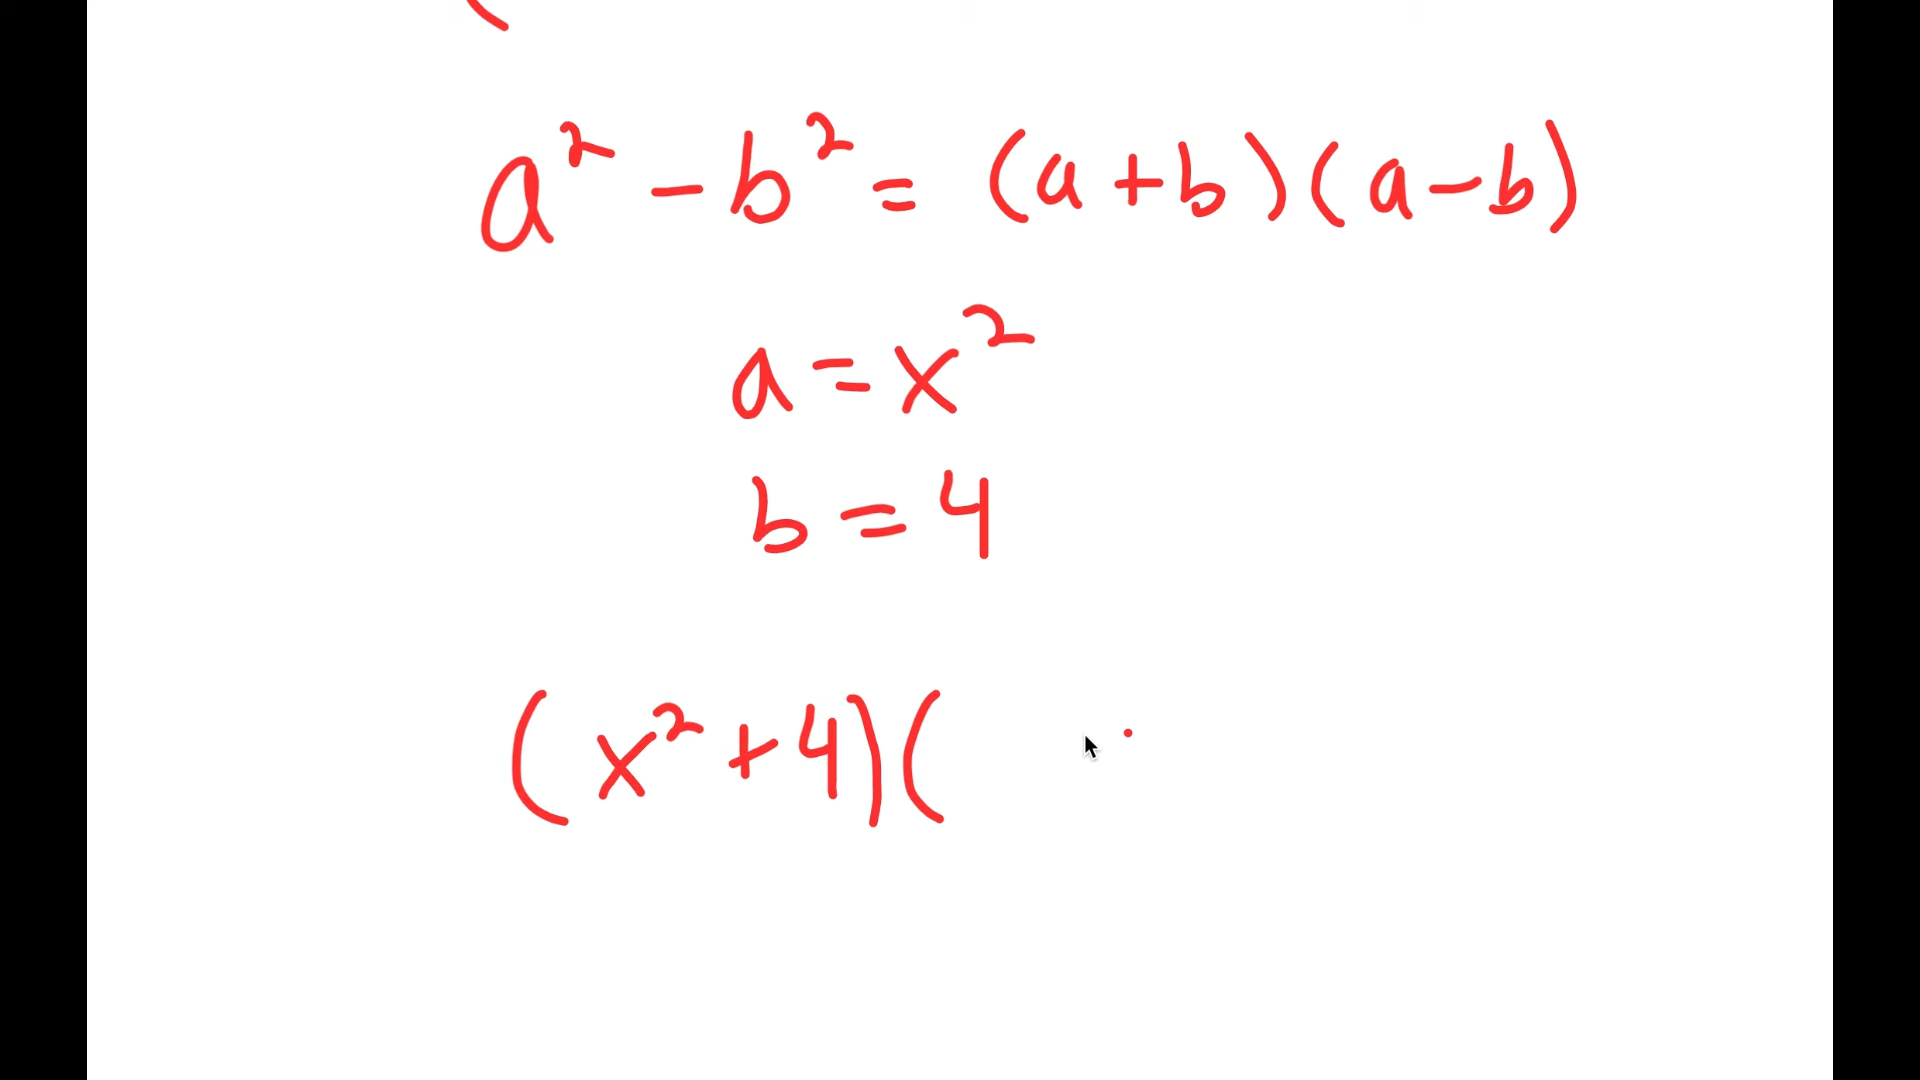 a² - b² = (a + b)(a - b)
a = x²
b = 4
(x² + 4)(